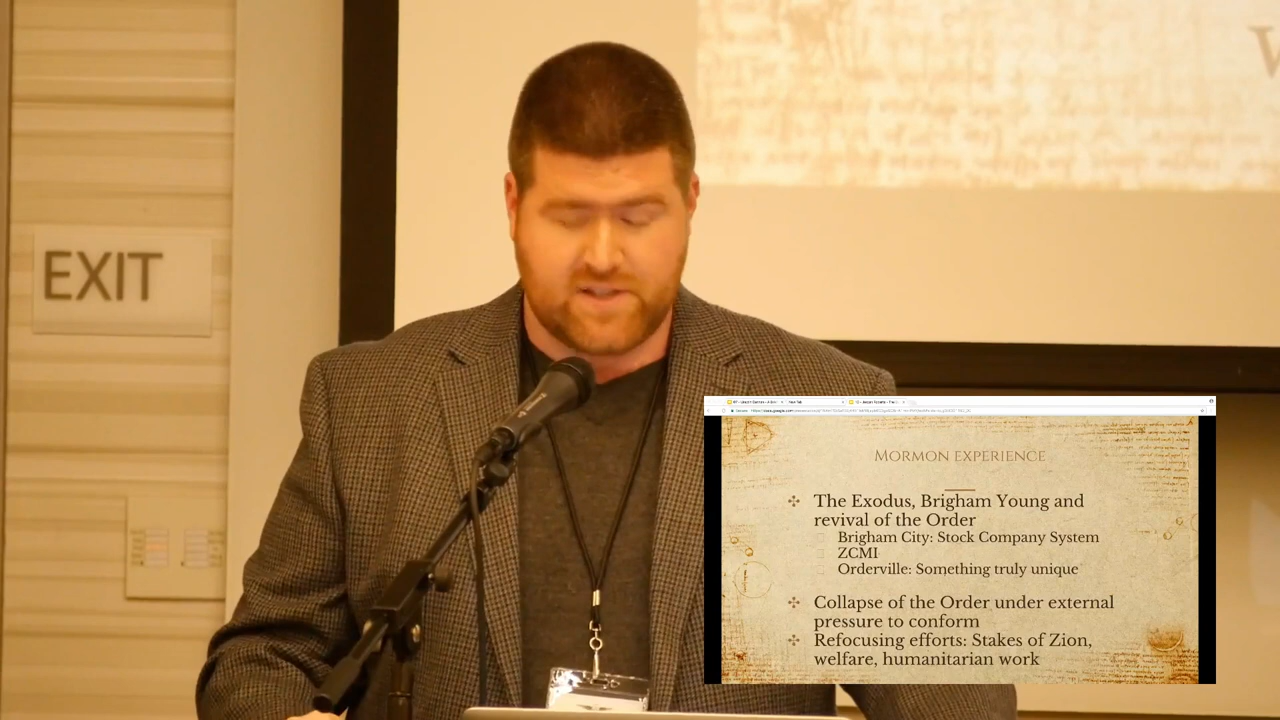 W
EXIT
Mormon experience
The Exodus, Brigham Young and
revival of the Order
Brigham City: Stock Company System
ZCMI
Orderville: Something truly unique
Collapse of the Order under external
pressure to conform
Refocusing efforts: Stakes of Zion,
welfare, humanitarian work